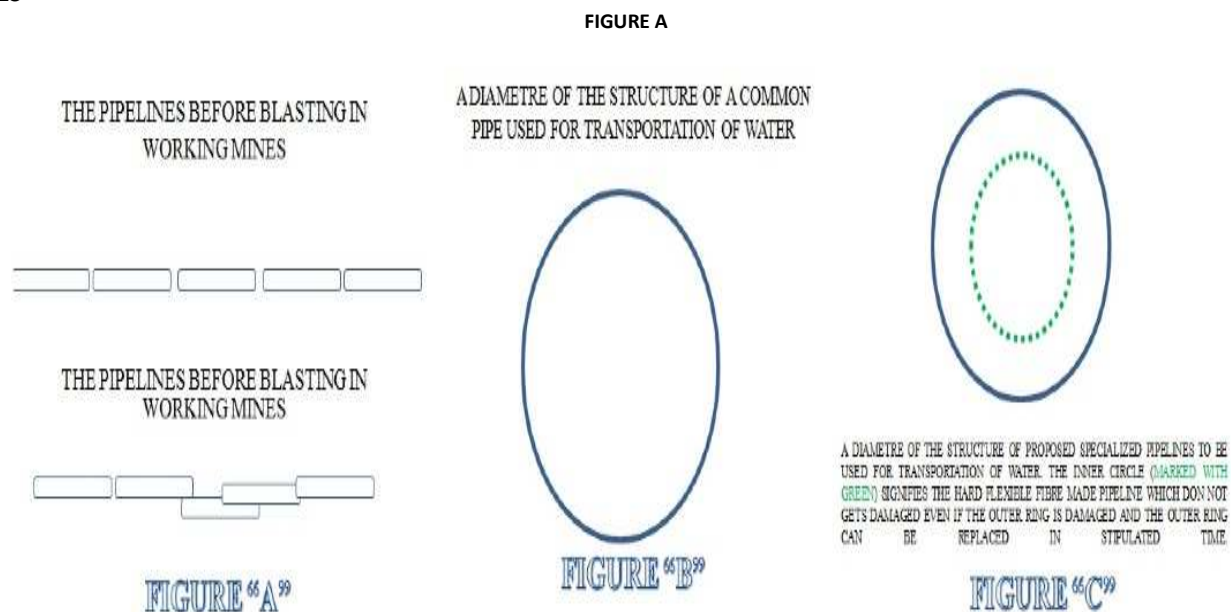 FIGURE A
THE PIPELINES BEFORE BLASTING IN
WORKING MINES
THE PIPELINES BEFORE BLASTING IN
WORKING MINES
FIGURE “A”
A DIAMETRE OF THE STRUCTURE OF A COMMON
PIPE USED FOR TRANSPORTATION OF WATER
FIGURE “B”
A DIAMETRE OF THE STRUCTURE OF PROPOSED SPECIALIZED PIPELINES TO BE
USED FOR TRANSPORTATION OF WATER. THE INNER CIRCLE (MARKED WITH
GREEN) SIGNIFIES THE HARD FLEXIBLE FIBRE MADE PIPELINE WHICH DON NOT
GETS DAMAGED EVEN IF THE OUTER RING IS DAMAGED AND THE OUTER RING
CAN BE REPLACED IN STIPULATED TIME
FIGURE “C”